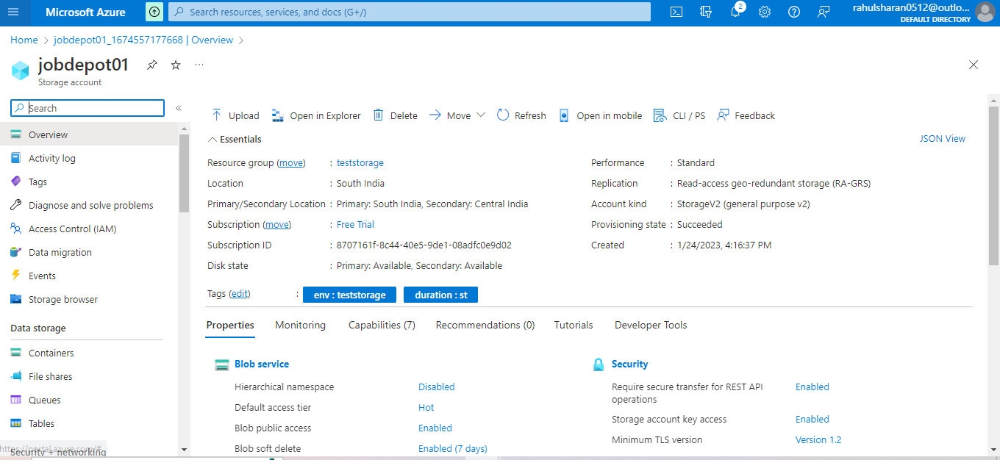 Microsoft Azure
Search resources, services, and docs (G+/)
2
rahulsharan0512@outlo...
DEFAULT DIRECTORY
Home > jobdepot01_1674557177668 | Overview >
jobdepot01
...
Storage account
Search
«
Overview
Activity log
Tags
Diagnose and solve problems
Access Control (IAM)
Data migration
Events
Storage browser
Data storage
Containers
File shares
Queues
Tables
Security + networking
https://portal.azure.com/#
Upload
Open in Explorer
Delete
Move
Refresh
Open in mobile
CLI / PS
Feedback
Essentials
JSON View
Resource group (move) : teststorage
Location : South India
Primary/Secondary Location : Primary: South India, Secondary: Central India
Subscription (move) : Free Trial
Subscription ID : 8707161f-8c44-40e5-9de1-08adfc0e9d02
Disk state : Primary: Available, Secondary: Available
Performance : Standard
Replication : Read-access geo-redundant storage (RA-GRS)
Account kind : StorageV2 (general purpose v2)
Provisioning state : Succeeded
Created : 1/24/2023, 4:16:37 PM
Tags (edit) : env : teststorage duration : st
Properties Monitoring Capabilities (7) Recommendations (0) Tutorials Developer Tools
Blob service
Hierarchical namespace Disabled
Default access tier Hot
Blob public access Enabled
Blob soft delete Enabled (7 days)
Security
Require secure transfer for REST API Enabled
operations
Storage account key access Enabled
Minimum TLS version Version 1.2